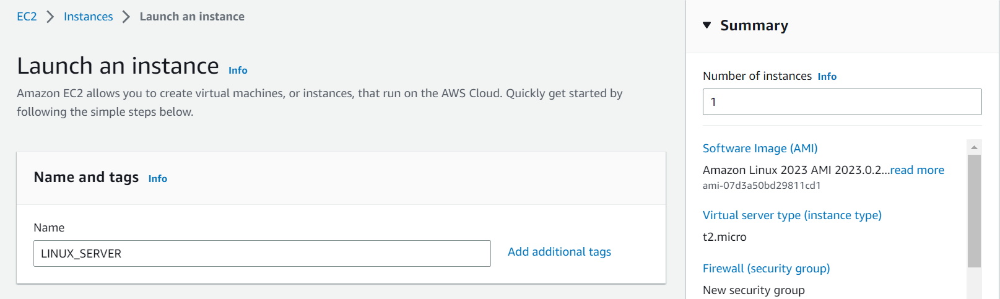 EC2 > Instances > Launch an instance
Launch an instance Info
Amazon EC2 allows you to create virtual machines, or instances, that run on the AWS Cloud. Quickly get started by
following the simple steps below.
Name and tags Info
Name
LINUX_SERVER
Add additional tags
Summary
Number of instances Info
1
Software Image (AMI)
Amazon Linux 2023 AMI 2023.0.2...read more
ami-07d3a50bd29811cd1
Virtual server type (instance type)
t2.micro
Firewall (security group)
New security group